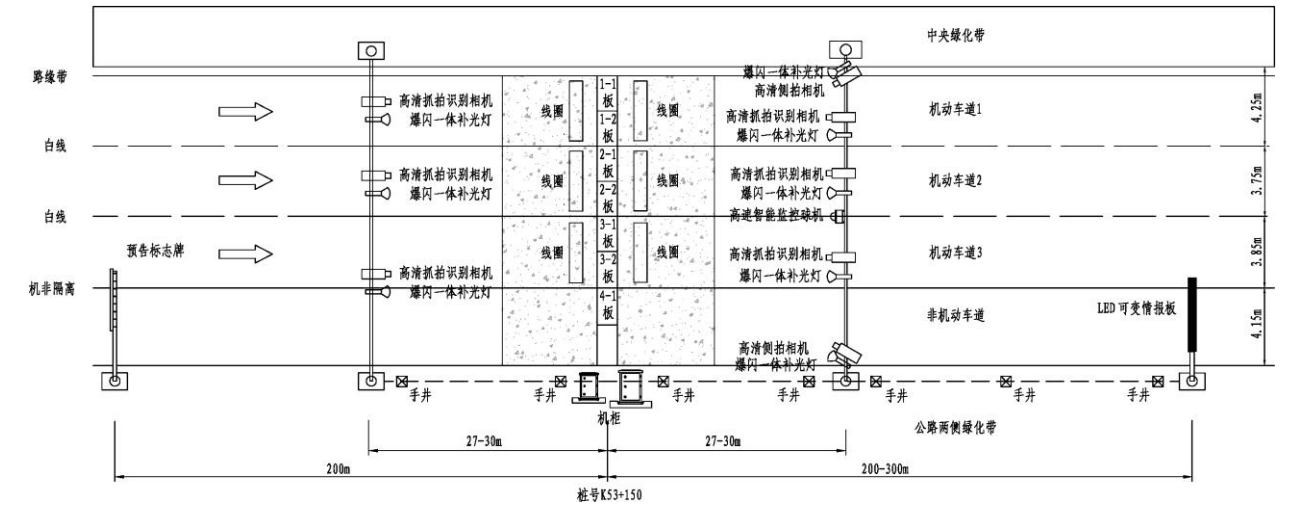 中央绿化带
路缘带
爆闪一体补光灯
高清侧拍相机
1-1
板
高清抓拍识别相机
线圈
线圈
高清抓拍识别相机
机动车道1
4.25m
爆闪一体补光灯
1-2
板
爆闪一体补光灯
白线
2-1
板
高清抓拍识别相机
线圈
线圈
高清抓拍识别相机
机动车道2
3.75m
爆闪一体补光灯
2-2
板
爆闪一体补光灯
白线
高速智能监控球机
3-1
板
预告标志牌
线圈
线圈
高清抓拍识别相机
机动车道3
3.85m
高清抓拍识别相机
3-2
板
爆闪一体补光灯
机非隔离
爆闪一体补光灯
4-1
板
非机动车道
LED可变情报板
4.15m
高清侧拍相机
爆闪一体补光灯
手井
手井
手井
手井
手井
手井
手井
机柜
公路两侧绿化带
27-30m
27-30m
200m
200-300m
桩号K53+150